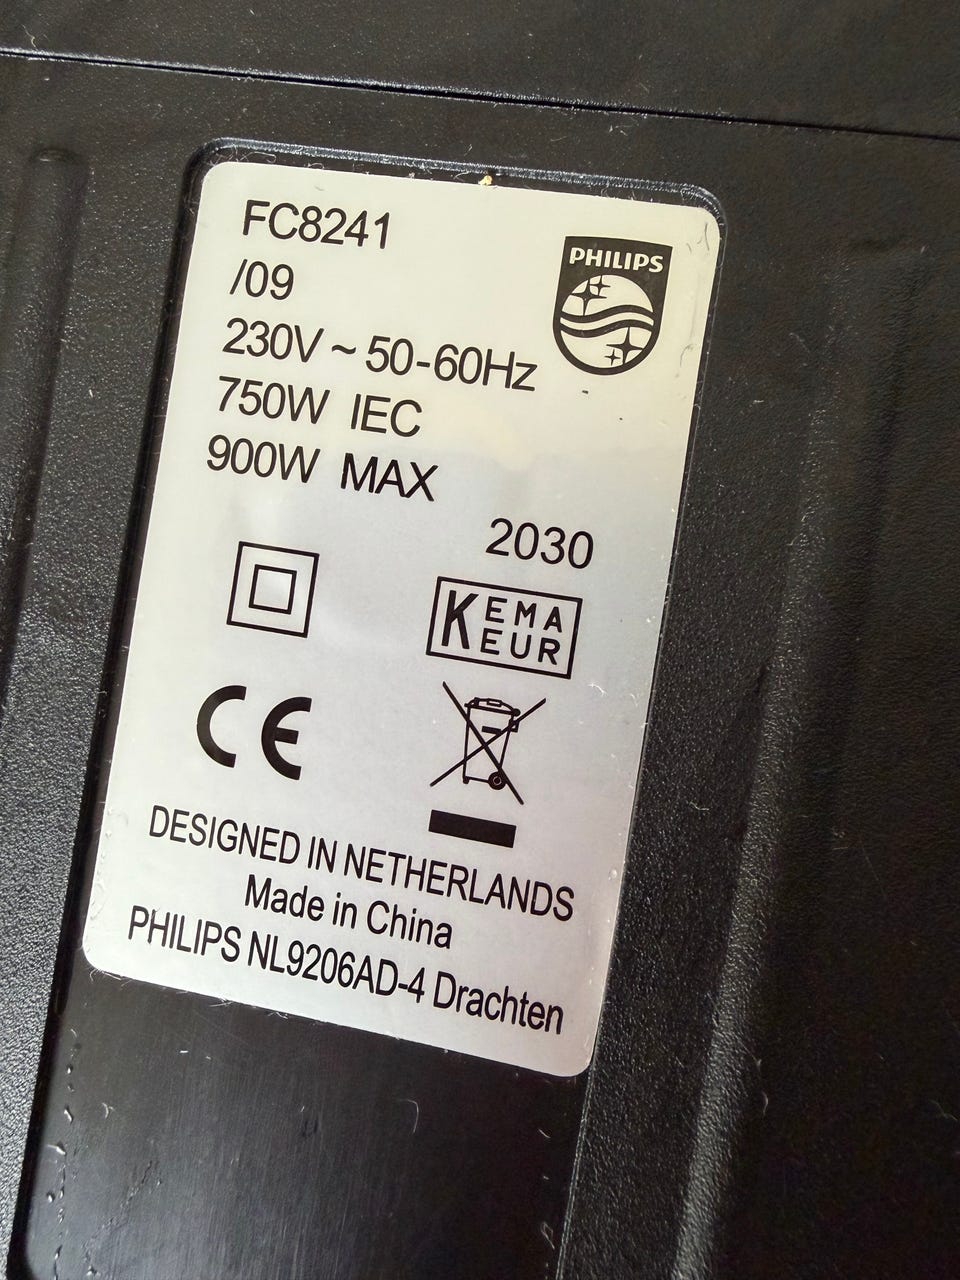 FC8241
/09
PHILIPS
230V ~ 50-60Hz
750W IEC
900W MAX
2030
KEMA
EUR
CE
DESIGNED IN NETHERLANDS
Made in China
PHILIPS NL9206AD-4 Drachten